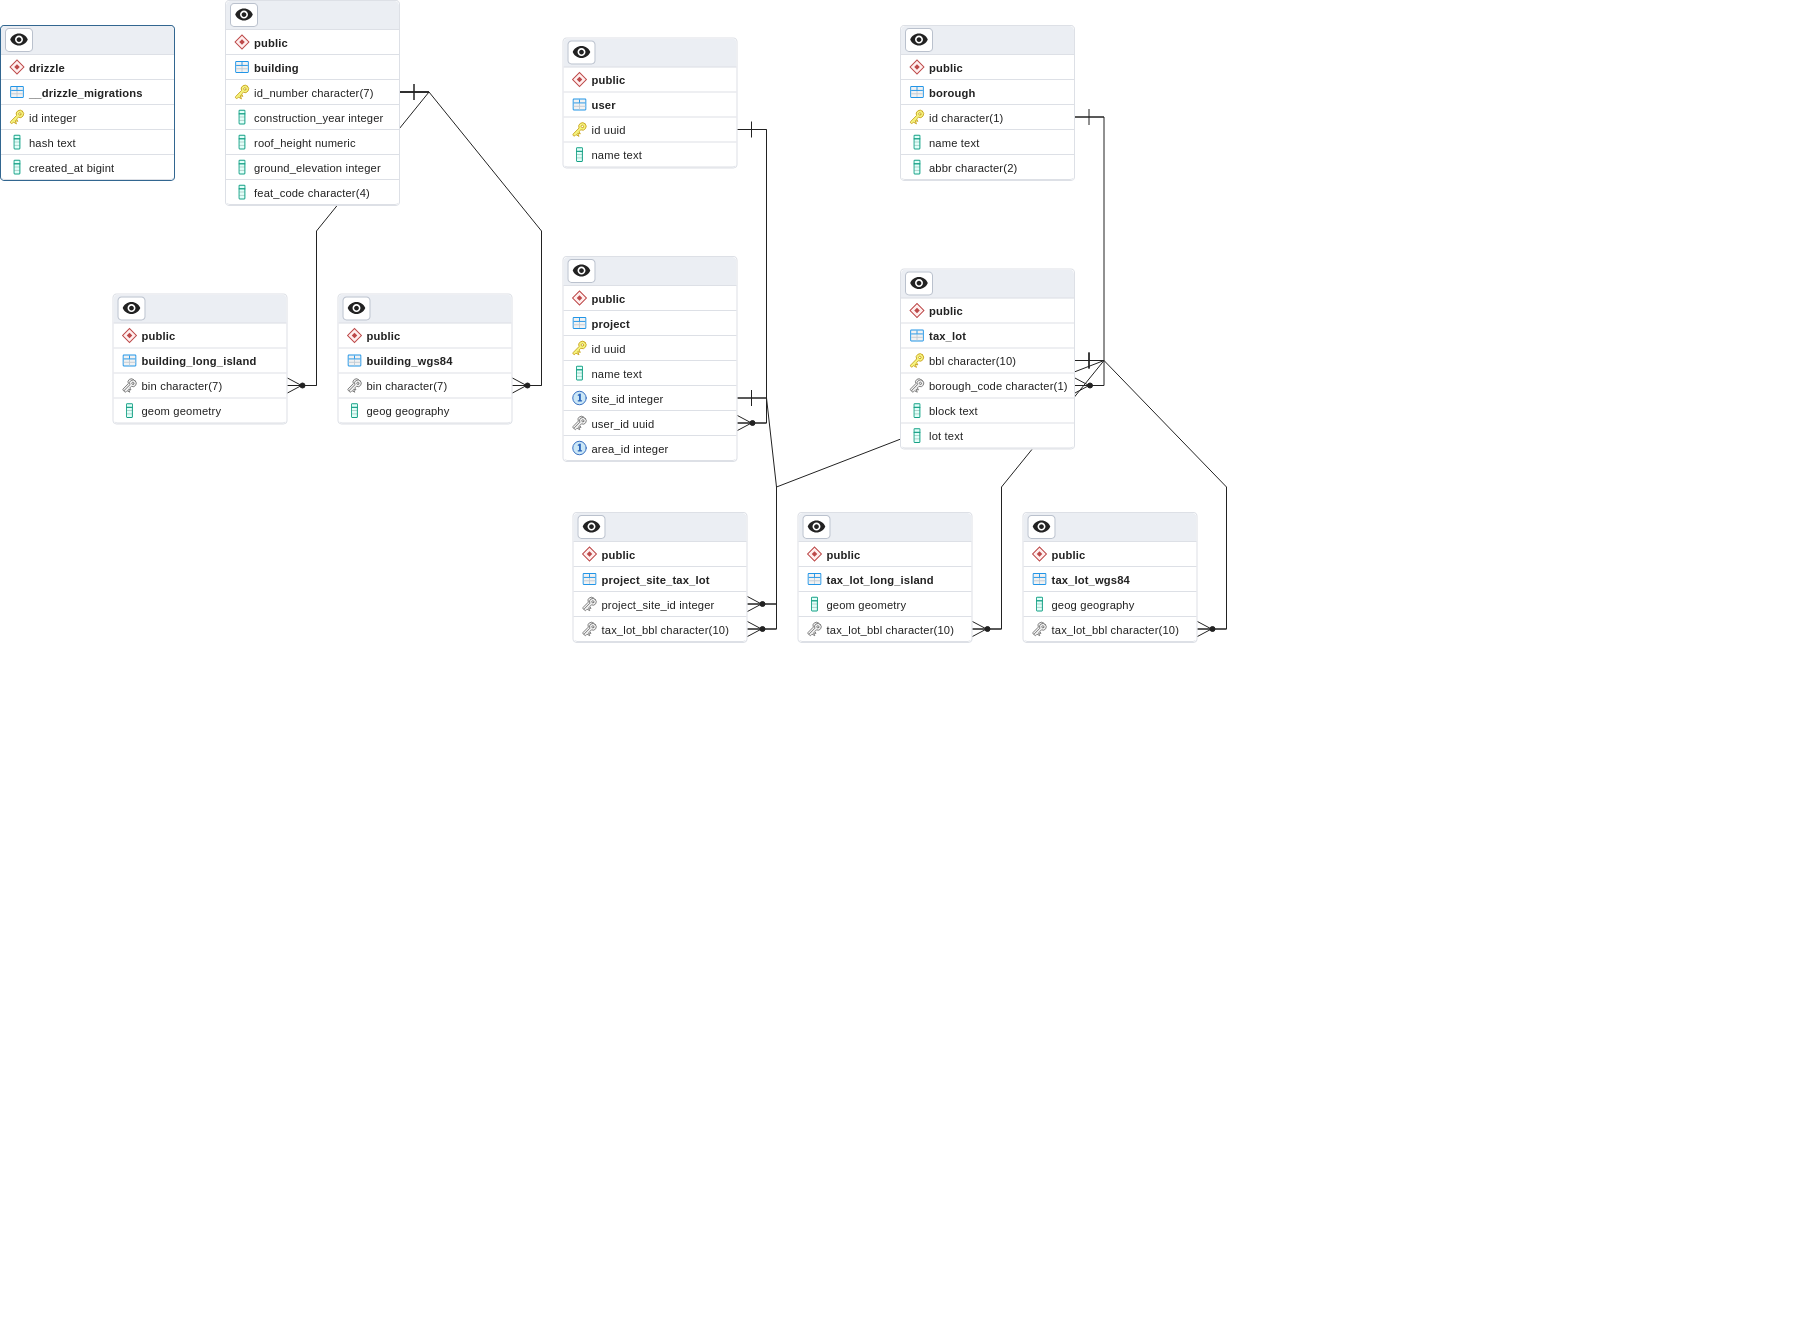 drizzle
__drizzle_migrations
id integer
hash text
created_at bigint
public
building
id_number character(7)
construction_year integer
roof_height numeric
ground_elevation integer
feat_code character(4)
public
user
id uuid
name text
public
borough
id character(1)
name text
abbr character(2)
public
building_long_island
bin character(7)
geom geometry
public
building_wgs84
bin character(7)
geog geography
public
project
id uuid
name text
1 site_id integer
user_id uuid
1 area_id integer
public
tax_lot
bbl character(10)
borough_code character(1)
block text
lot text
public
project_site_tax_lot
project_site_id integer
tax_lot_bbl character(10)
public
tax_lot_long_island
geom geometry
tax_lot_bbl character(10)
public
tax_lot_wgs84
geog geography
tax_lot_bbl character(10)